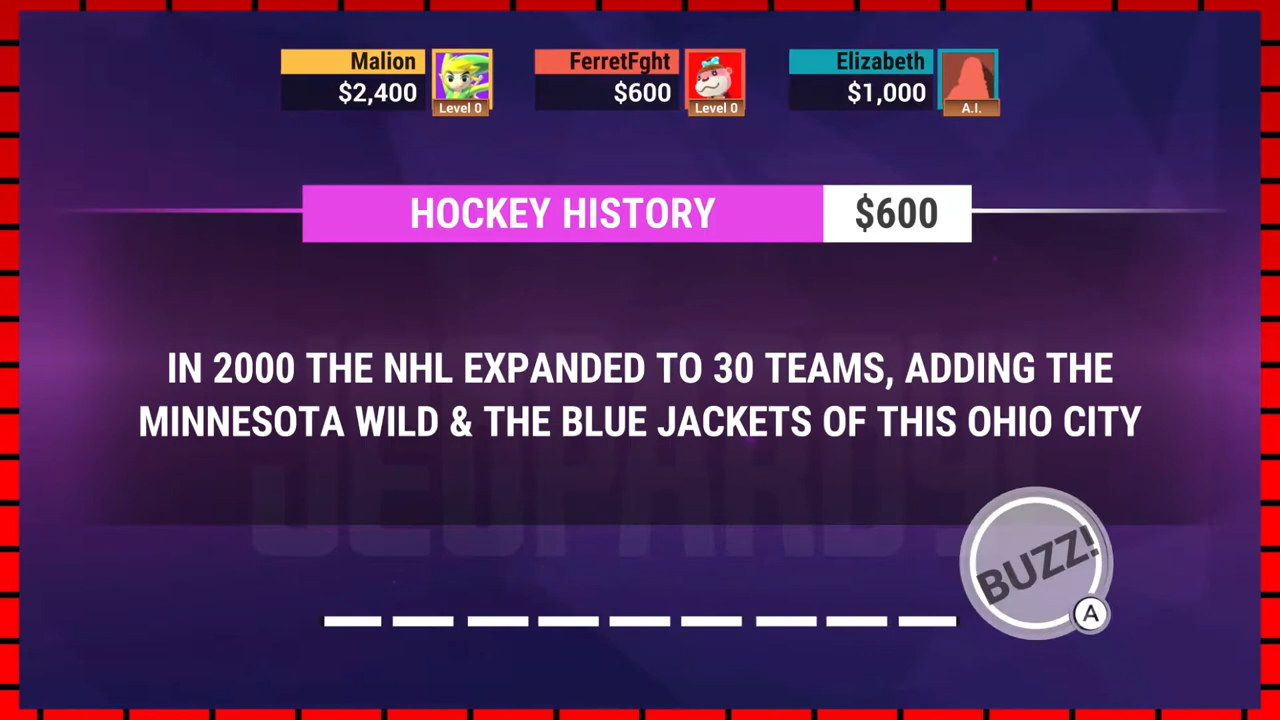 Malion FerretFght Elizabeth
$2,400 $600 $1,000
Level 0 Level 0 A.I.
HOCKEY HISTORY $600
IN 2000 THE NHL EXPANDED TO 30 TEAMS, ADDING THE
MINNESOTA WILD & THE BLUE JACKETS OF THIS OHIO CITY
JEOPARDY!
BUZZ!
A